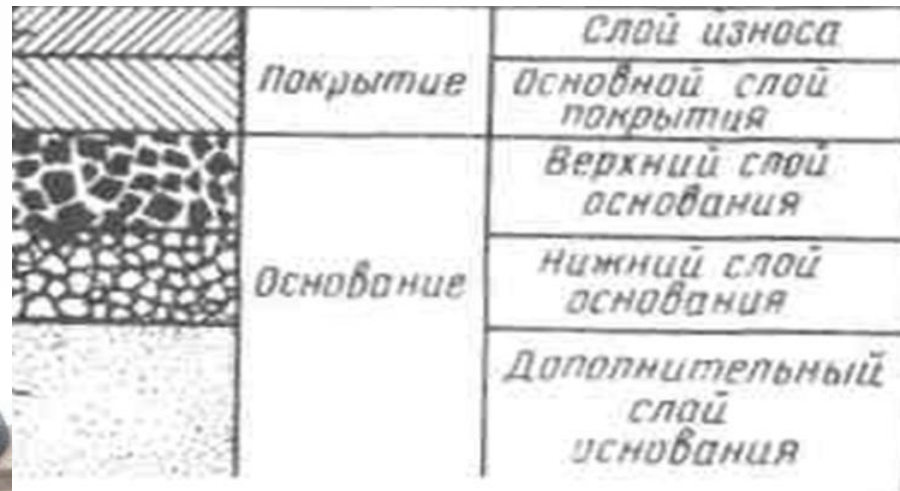 Слой износа
Покрытие
Основной слой
покрытия
Верхний слой
основания
Основание
Нижний слой
основания
Дополнительный
слой
основания